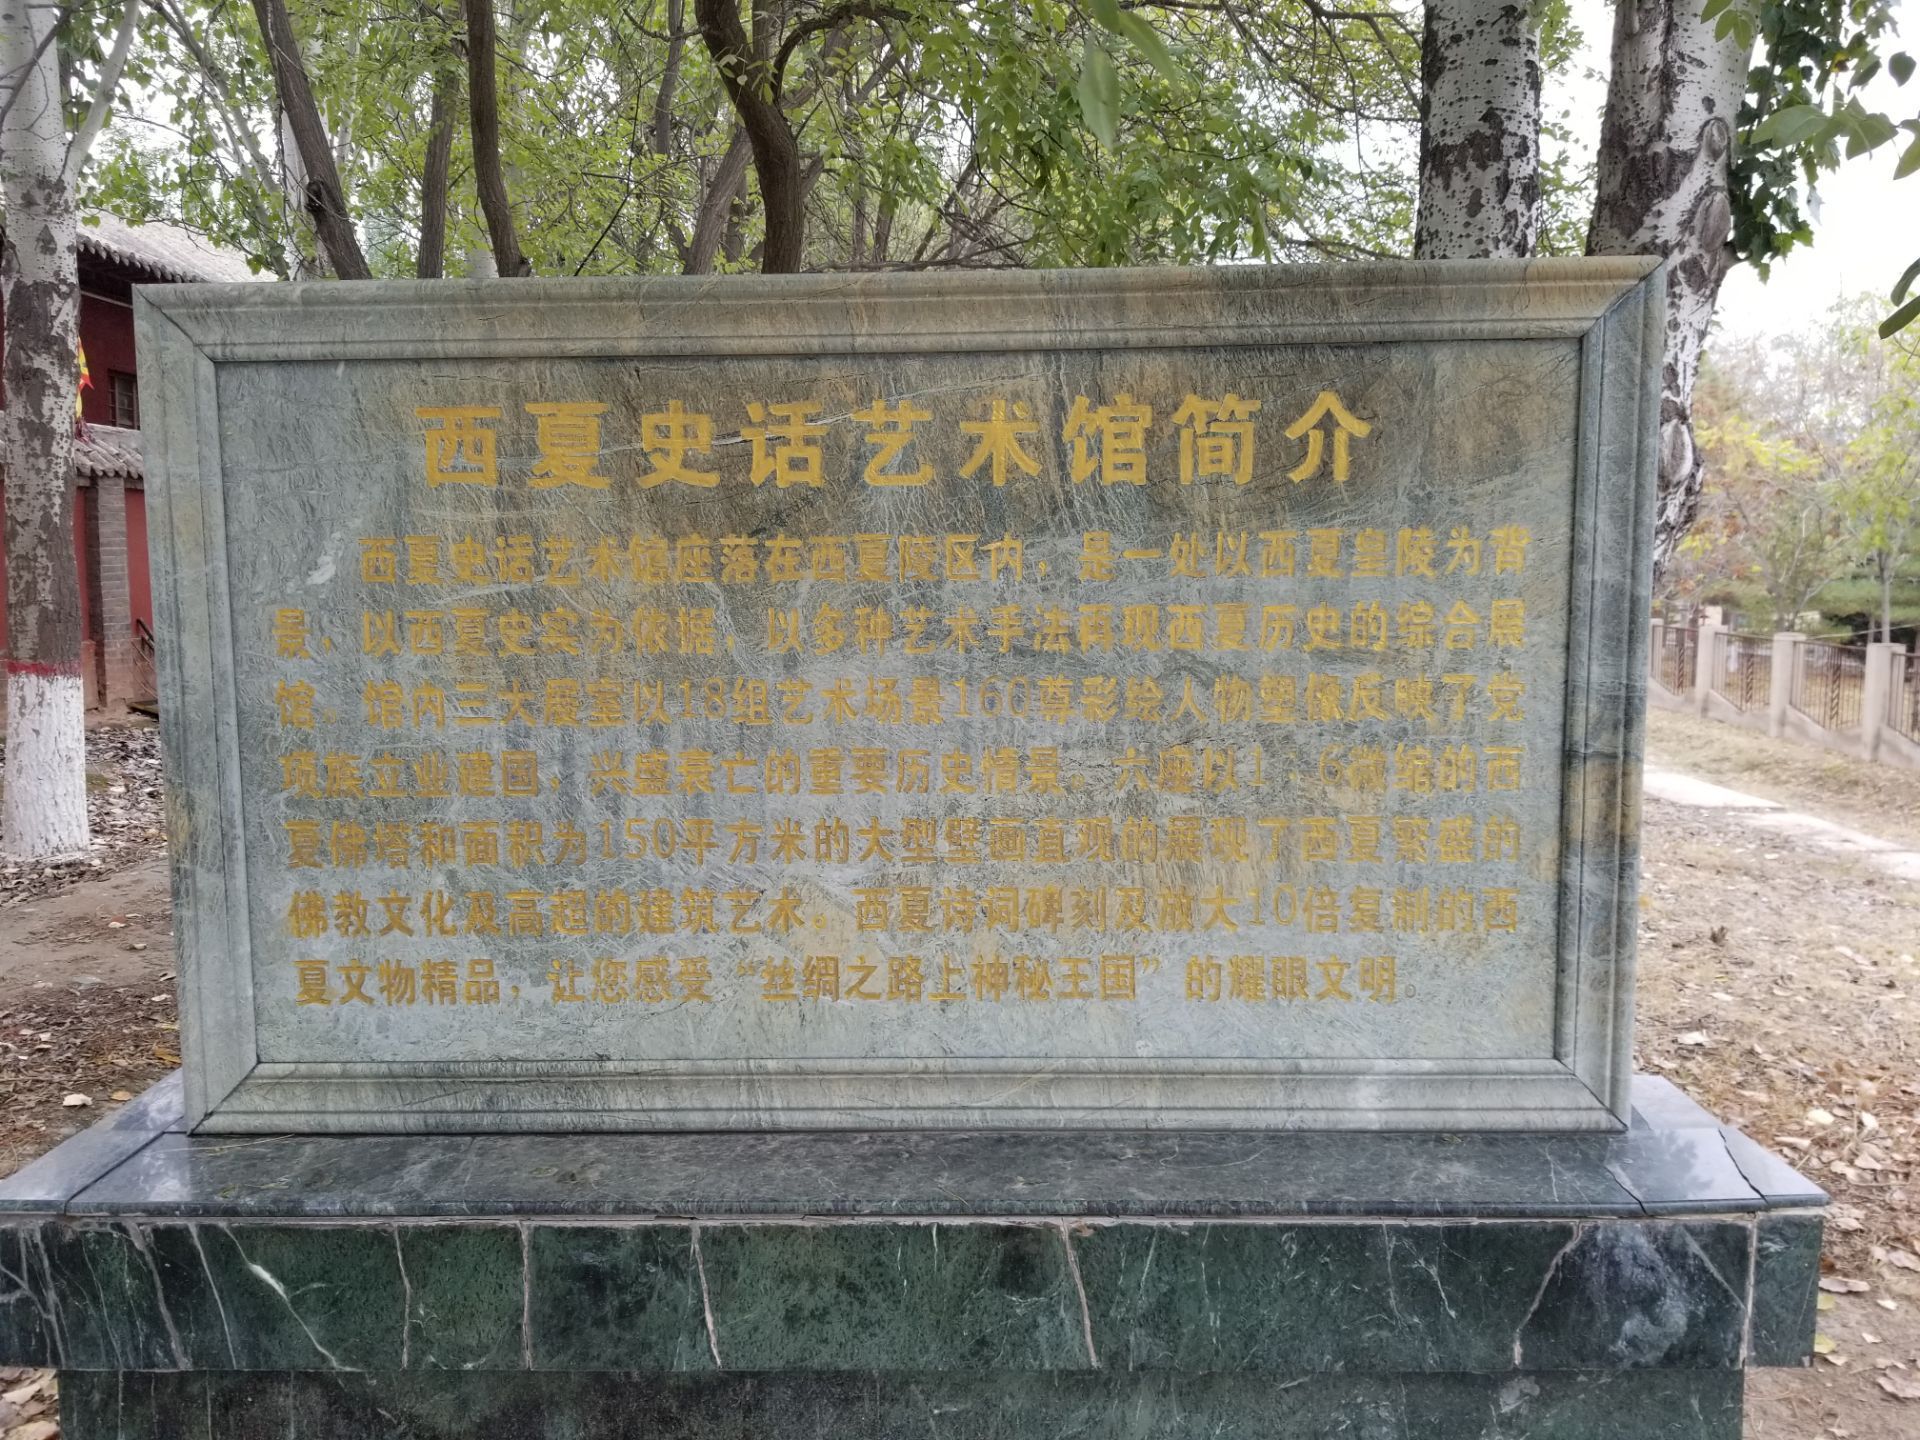 西夏史话艺术馆简介
西夏史话艺术馆座落在西夏陵区内，是一处以西夏皇陵为背
景，以西夏史实为依据，以多种艺术手法再现西夏历史的综合展
馆。馆内三大展室以18组艺术场景160尊彩绘人物塑像反映了党
项族立业建国，兴盛衰亡的重要历史情景。六座以1：6微缩的西
夏佛塔和面积为150平方米的大型壁画直现的展现了西夏繁盛的
佛教文化及高超的建筑艺术。西夏诗词碑刻及放大10倍复制的西
夏文物精品，让您感受“丝绸之路上神秘王国”的耀眼文明。